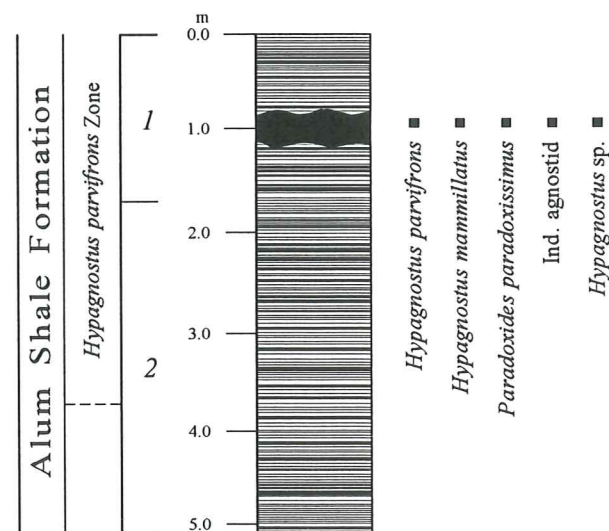 Alum Shale Formation
Hypagnostus parvifrons Zone
1
2
m
0.0
1.0
2.0
3.0
4.0
5.0
Hypagnostus parvifrons
Hypagnostus mammillatus
Paradoxides paradoxissimus
Ind. agnostid
Hypagnostus sp.